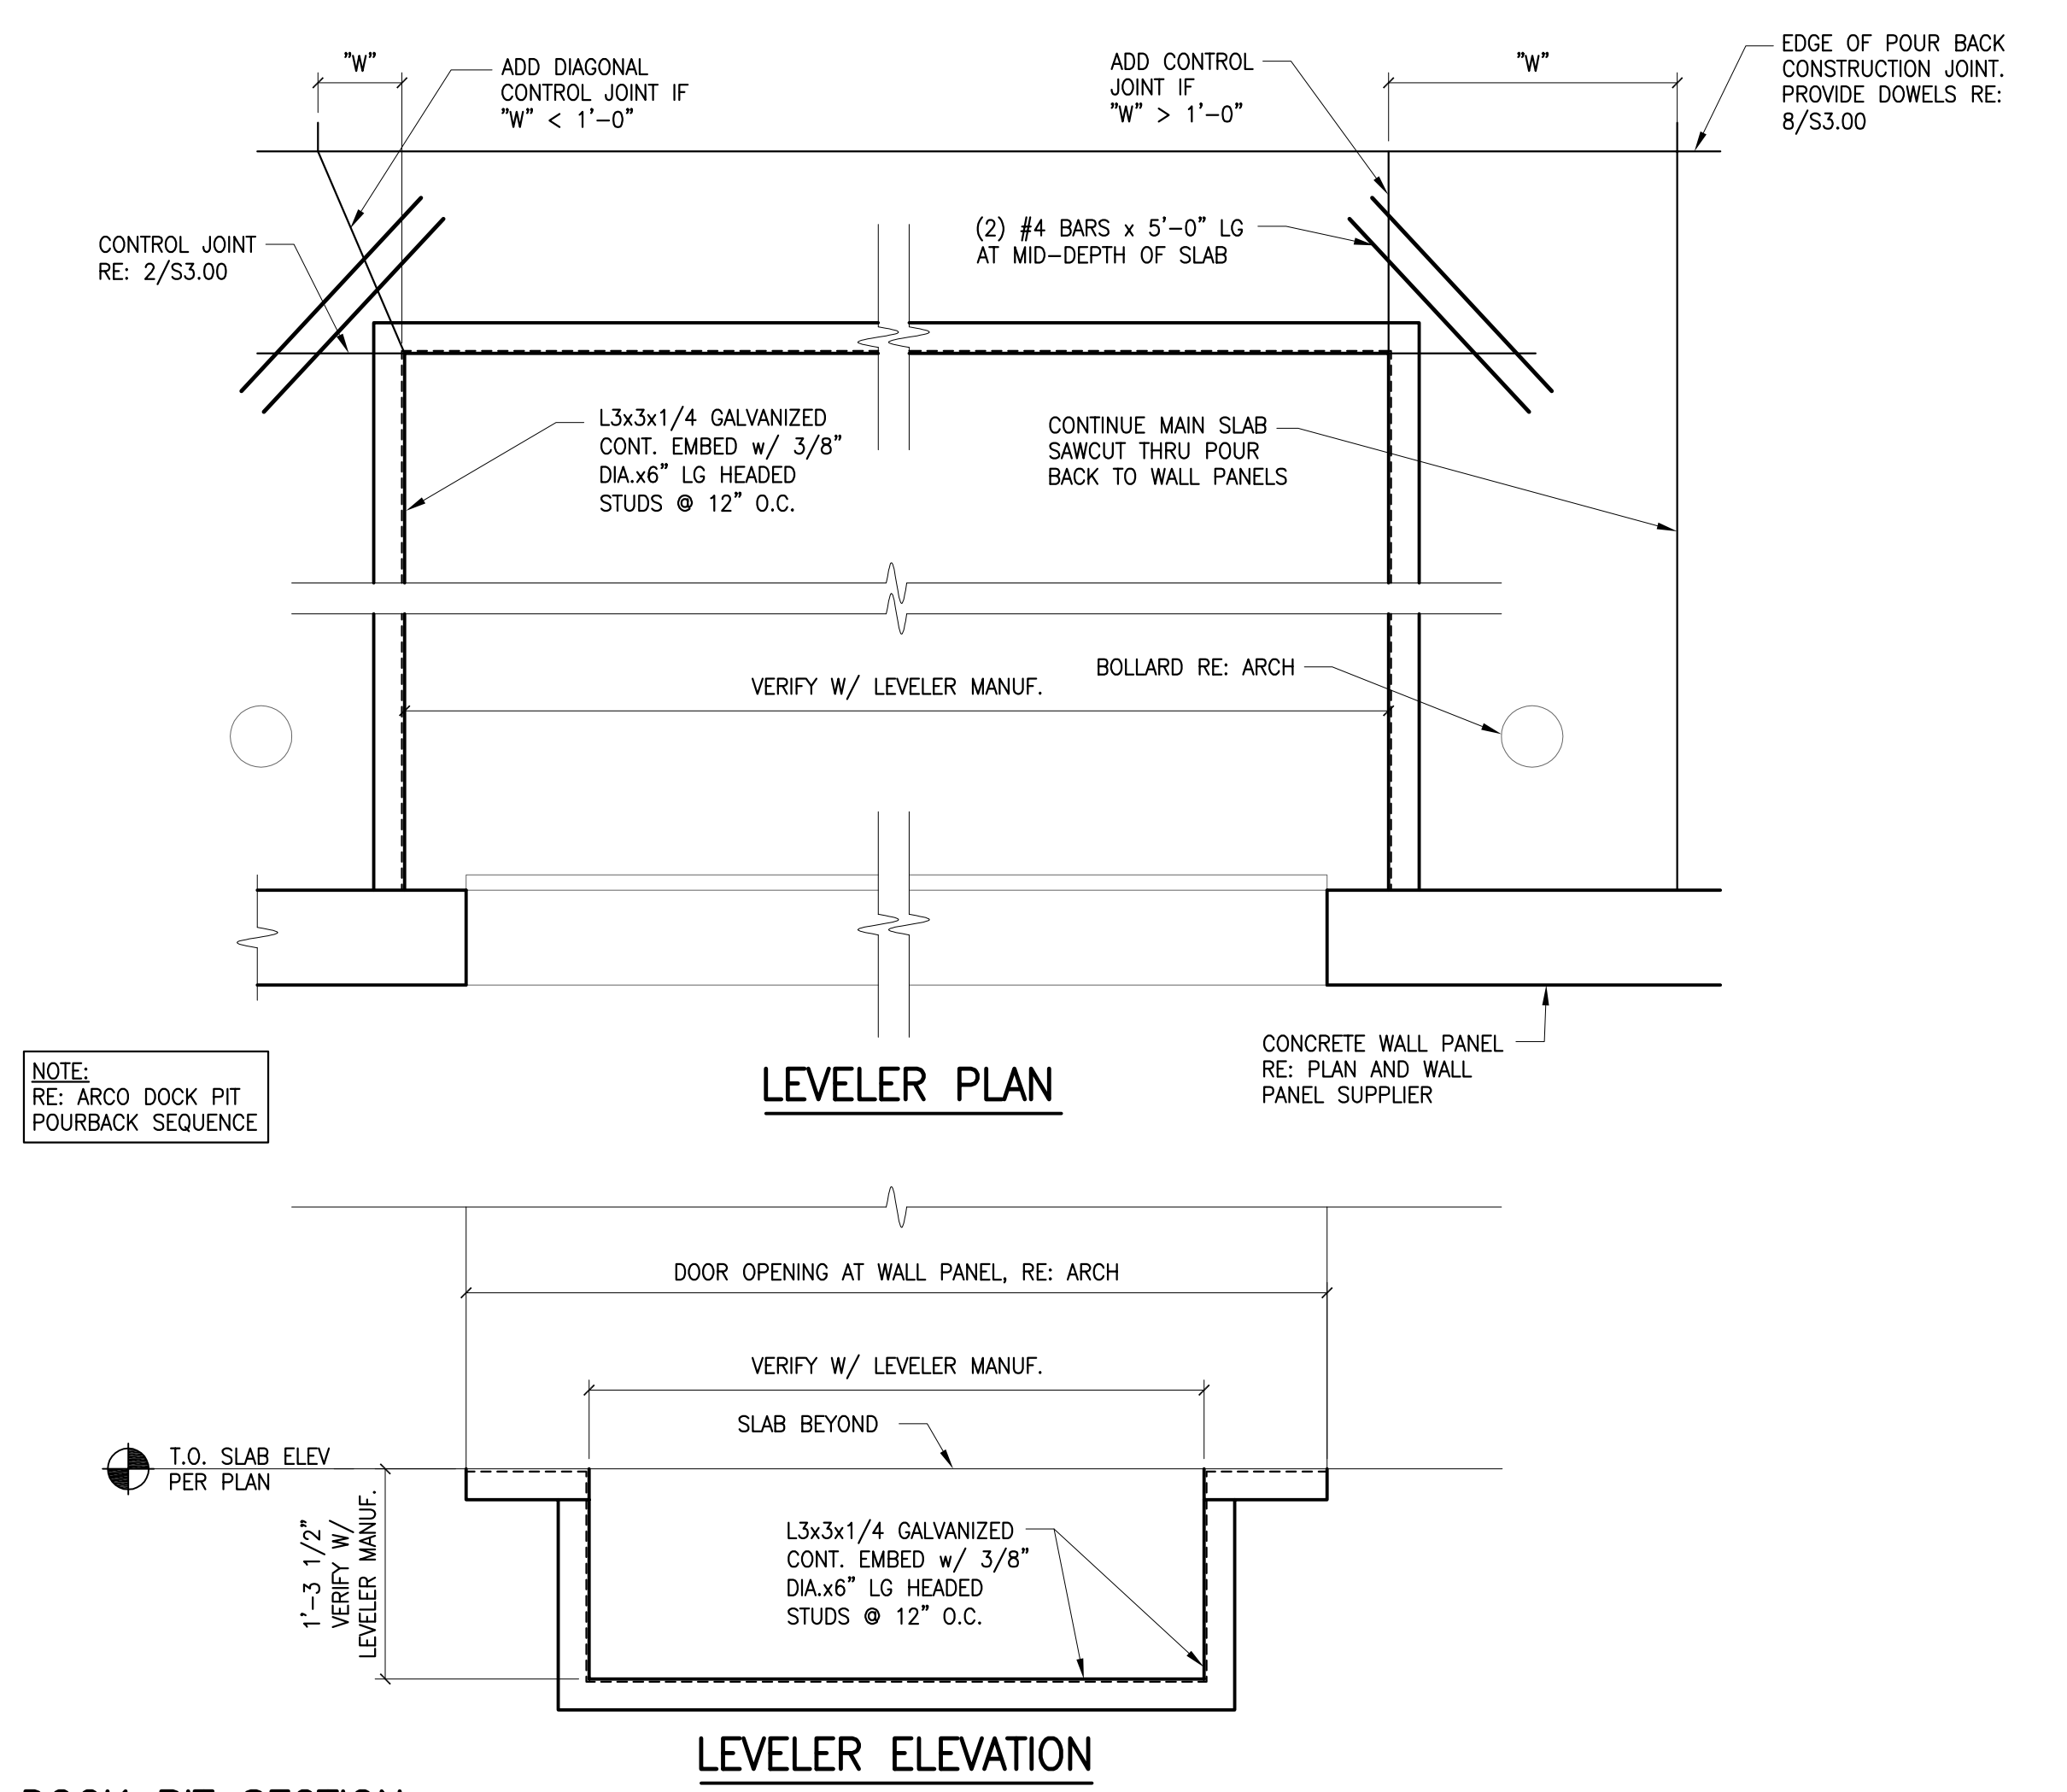 "W"
ADD DIAGONAL
CONTROL JOINT IF
"W" < 1'-0"
ADD CONTROL
JOINT IF
"W" > 1'-0"
"W"
EDGE OF POUR BACK
CONSTRUCTION JOINT.
PROVIDE DOWELS RE:
8/S3.00
CONTROL JOINT
RE: 2/S3.00
(2) #4 BARS x 5'-0" LG
AT MID-DEPTH OF SLAB
L3x3x1/4 GALVANIZED
CONT. EMBED w/ 3/8"
DIA.x6" LG HEADED
STUDS @ 12" O.C.
CONTINUE MAIN SLAB
SAWCUT THRU POUR
BACK TO WALL PANELS
VERIFY W/ LEVELER MANUF.
BOLLARD RE: ARCH
CONCRETE WALL PANEL
RE: PLAN AND WALL
PANEL SUPPLIER
NOTE:
RE: ARCO DOCK PIT
POURBACK SEQUENCE
LEVELER PLAN
DOOR OPENING AT WALL PANEL, RE: ARCH
VERIFY W/ LEVELER MANUF.
SLAB BEYOND
T.O. SLAB ELEV
PER PLAN
1'-3 1/2"
VERIFY W/
LEVELER MANUF.
L3x3x1/4 GALVANIZED
CONT. EMBED w/ 3/8"
DIA.x6" LG HEADED
STUDS @ 12" O.C.
LEVELER ELEVATION